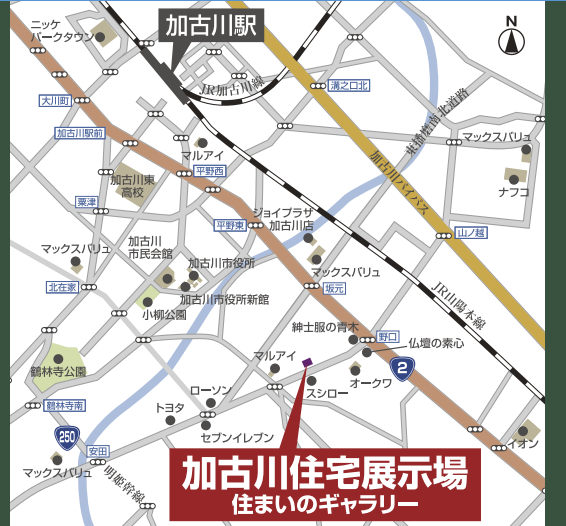 加古川駅
N
ニッケ
パークタウン
JR加古川線
溝之口北
大川町
東播磨南北道路
加古川駅前
マックスバリュ
マルアイ
加古川バイパス
平野西
加古川東
高校
ナフコ
粟津
ジョイプラザ
加古川店
平野東
山ノ越
加古川
市民会館
マックスバリュ
加古川市役所
マックスバリュ
北在家
坂元
JR山陽本線
加古川市役所新館
小柳公園
紳士服の青木
野口
仏壇の素心
マルアイ
2
鶴林寺公園
オークワ
スシロー
ローソン
鶴林寺南
トヨタ
250
セブンイレブン
イオン
安田
マックスバリュ
明姫幹線
加古川住宅展示場
住まいのギャラリー